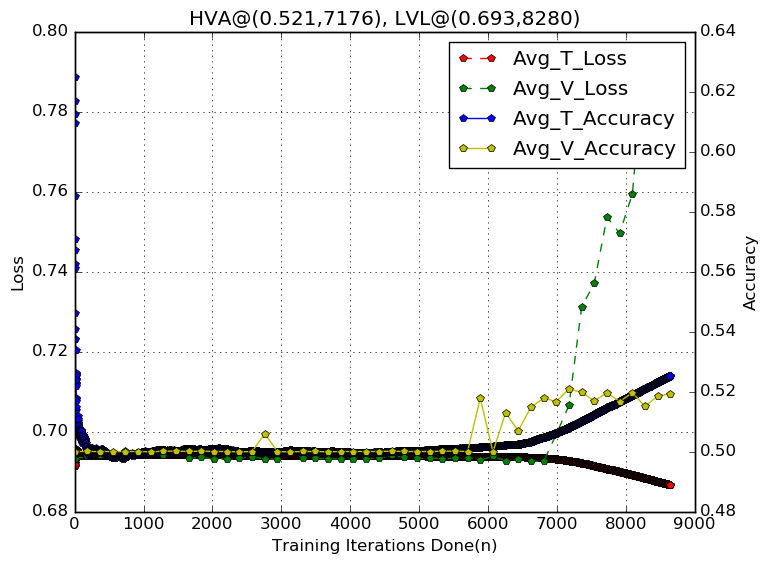 HVA@(0.521,7176), LVL@(0.693,8280)
0.80
0.78
0.76
0.74
0.72
0.70
0.68
Loss
0.64
0.62
0.60
0.58
0.56
0.54
0.52
0.50
0.48
Accuracy
Avg_T_Loss
Avg_V_Loss
Avg_T_Accuracy
Avg_V_Accuracy
0 1000 2000 3000 4000 5000 6000 7000 8000 9000
Training Iterations Done(n)